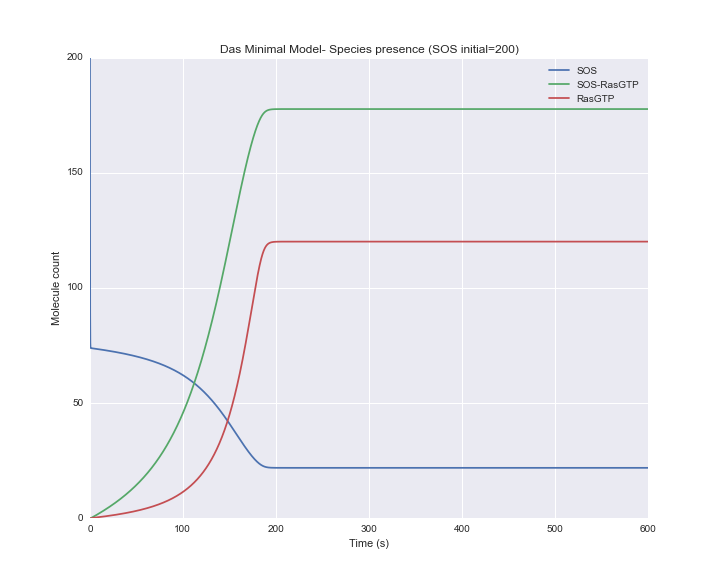 Das Minimal Model- Species presence (SOS initial=200)
SOS
SOS-RasGTP
RasGTP
200
150
100
50
0
Molecule count
0 100 200 300 400 500 600
Time (s)